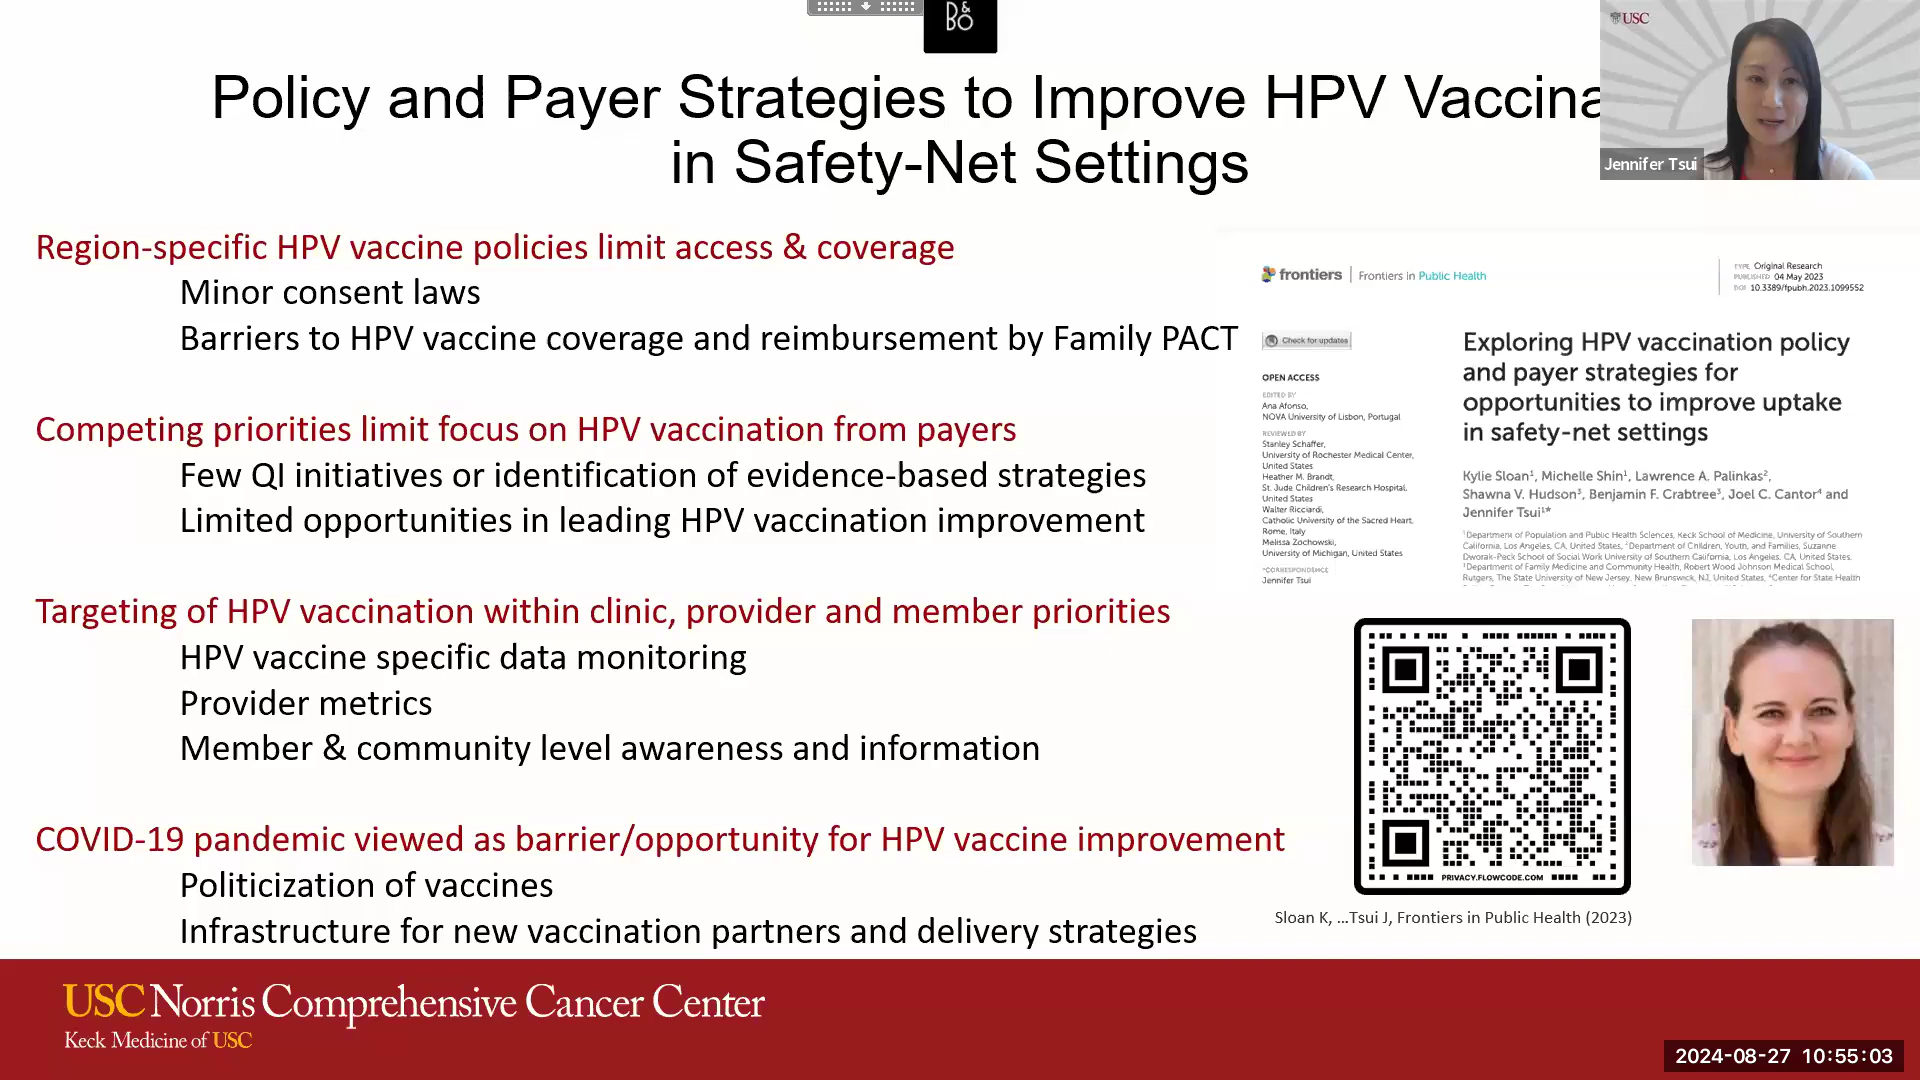 B&
BO
USC
Policy and Payer Strategies to Improve HPV Vaccina
in Safety-Net Settings
Jennifer Tsui
Region-specific HPV vaccine policies limit access & coverage
Minor consent laws
Barriers to HPV vaccine coverage and reimbursement by Family PACT
Competing priorities limit focus on HPV vaccination from payers
Few QI initiatives or identification of evidence-based strategies
Limited opportunities in leading HPV vaccination improvement
Targeting of HPV vaccination within clinic, provider and member priorities
HPV vaccine specific data monitoring
Provider metrics
Member & community level awareness and information
COVID-19 pandemic viewed as barrier/opportunity for HPV vaccine improvement
Politicization of vaccines
Infrastructure for new vaccination partners and delivery strategies
frontiers | Frontiers in Public Health
TYPE Original Research
PUBLISHED 04 May 2023
DOI 10.3389/fpubh.2023.1099552
Check for updates
OPEN ACCESS
EDITED BY
Ana Afonso,
NOVA University of Lisbon, Portugal
REVIEWED BY
Stanley Schaffer,
University of Rochester Medical Center,
United States
Heather M. Brandt,
St. Jude Children's Research Hospital,
United States
Walter Ricciardi,
Catholic University of the Sacred Heart,
Rome, Italy
Melissa Zochowski,
University of Michigan, United States
*CORRESPONDENCE
Jennifer Tsui
Exploring HPV vaccination policy
and payer strategies for
opportunities to improve uptake
in safety-net settings
Kylie Sloan1, Michelle Shin1, Lawrence A. Palinkas2,
Shawna V. Hudson3, Benjamin F. Crabtree3, Joel C. Cantor4 and
Jennifer Tsui1*
1Department of Population and Public Health Sciences, Keck School of Medicine, University of Southern
California, Los Angeles, CA, United States, 2Department of Children, Youth, and Families, Suzanne
Dworak-Peck School of Social Work University of Southern California, Los Angeles, CA, United States,
3Department of Family Medicine and Community Health, Robert Wood Johnson Medical School,
Rutgers, The State University of New Jersey, New Brunswick, NJ, United States, 4Center for State Health
PRIVACY.FLOWCODE.COM
Sloan K, ...Tsui J, Frontiers in Public Health (2023)
USC Norris Comprehensive Cancer Center
Keck Medicine of USC
2024-08-27 10:55:03